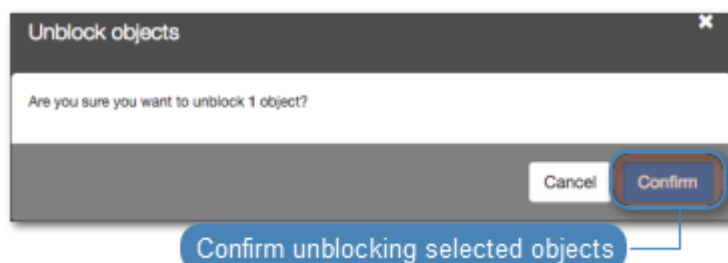 Unblock objects
Are you sure you want to unblock 1 object?
Cancel Confirm
Confirm unblocking selected objects